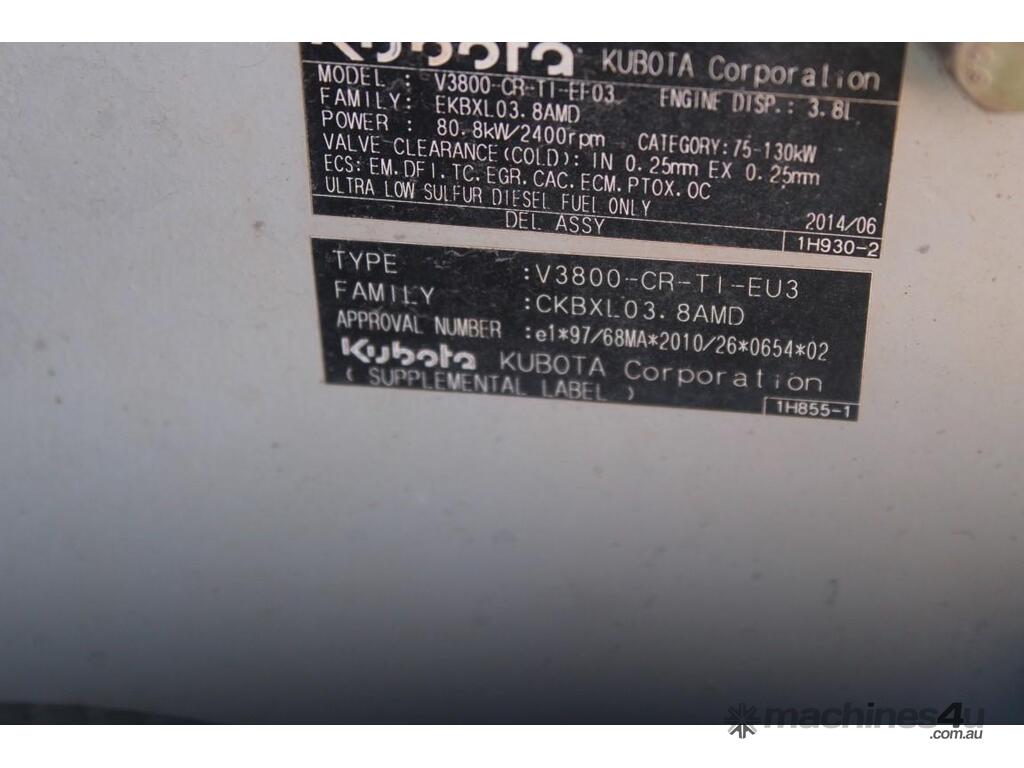 Kubota KUBOTA Corporation
MODEL : V3800-CR-TI-EF03 ENGINE DISP.: 3.8L
FAMILY: EKBXL03.8AMD
POWER : 80.8kW/2400rpm CATEGORY:75-130kW
VALVE CLEARANCE(COLD): IN 0.25mm EX 0.25mm
ECS: EM.DFI.TC.EGR.CAC.ECM.PTOX.OC
ULTRA LOW SULFUR DIESEL FUEL ONLY
DEL ASSY 2014/06
1H930-2
TYPE :V3800-CR-TI-EU3
FAMILY :CKBXL03.8AMD
APPROVAL NUMBER :e1*97/68MA*2010/26*0654*02
Kubota KUBOTA Corporation
( SUPPLEMENTAL LABEL )
1H855-1
machines4u
.com.au